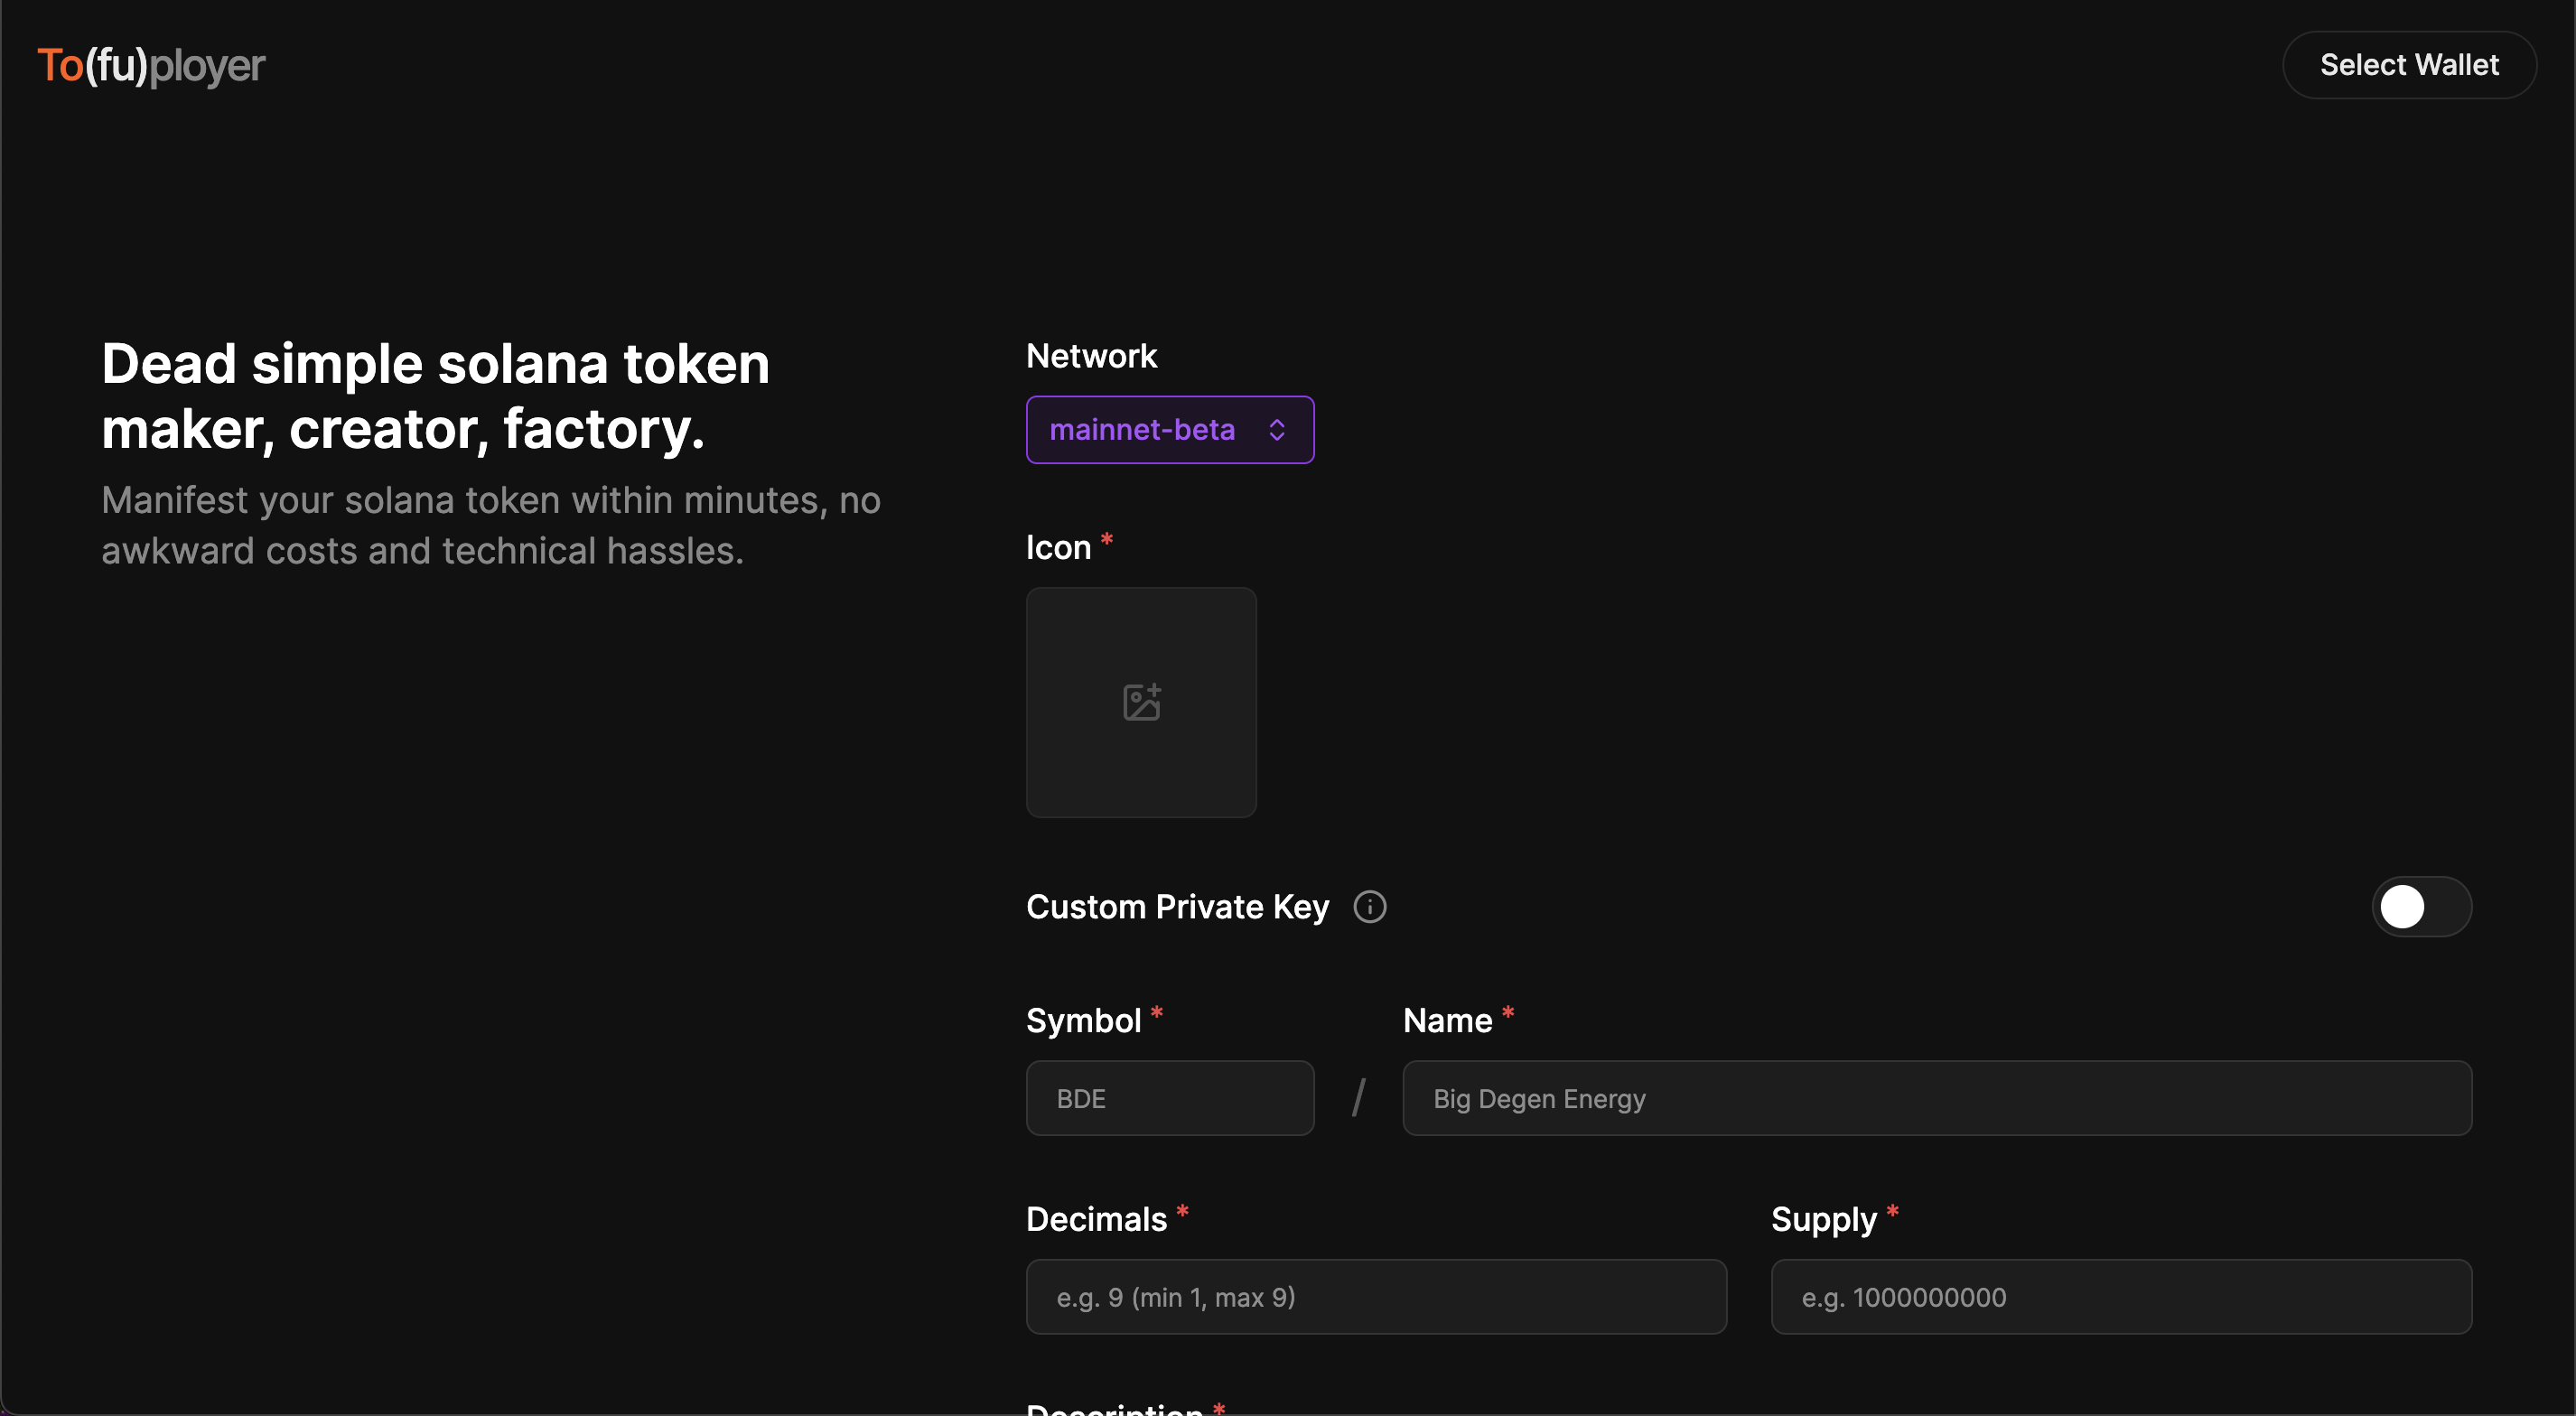 To(fu)ployer
Select Wallet
Dead simple solana token
maker, creator, factory.
Manifest your solana token within minutes, no
awkward costs and technical hassles.
Network
mainnet-beta
Icon *
Custom Private Key
Symbol *
Name *
BDE
/
Big Degen Energy
Decimals *
Supply *
e.g. 9 (min 1, max 9)
e.g. 1000000000
Description *